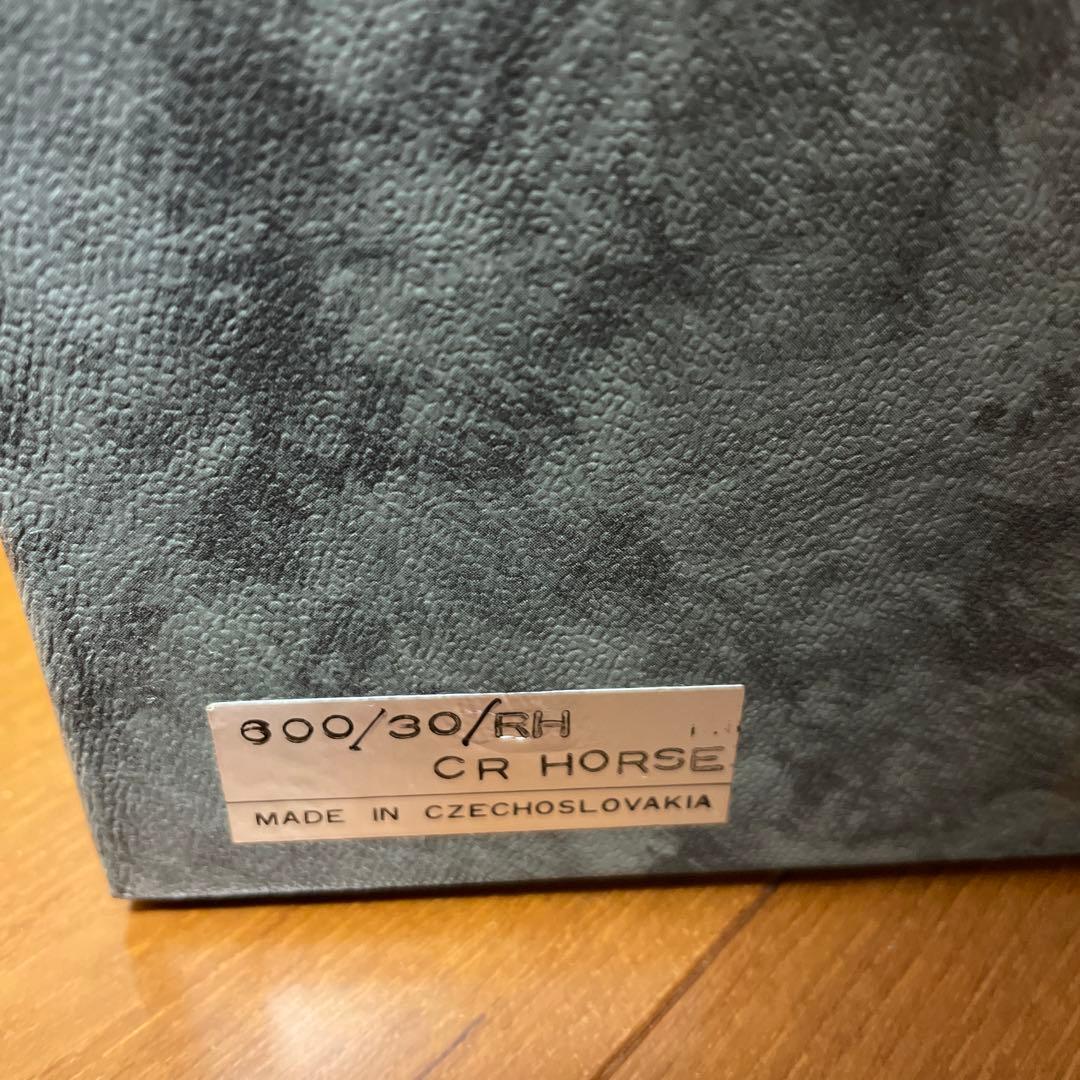 600/30/RH
CR HORSE
MADE IN CZECHOSLOVAKIA